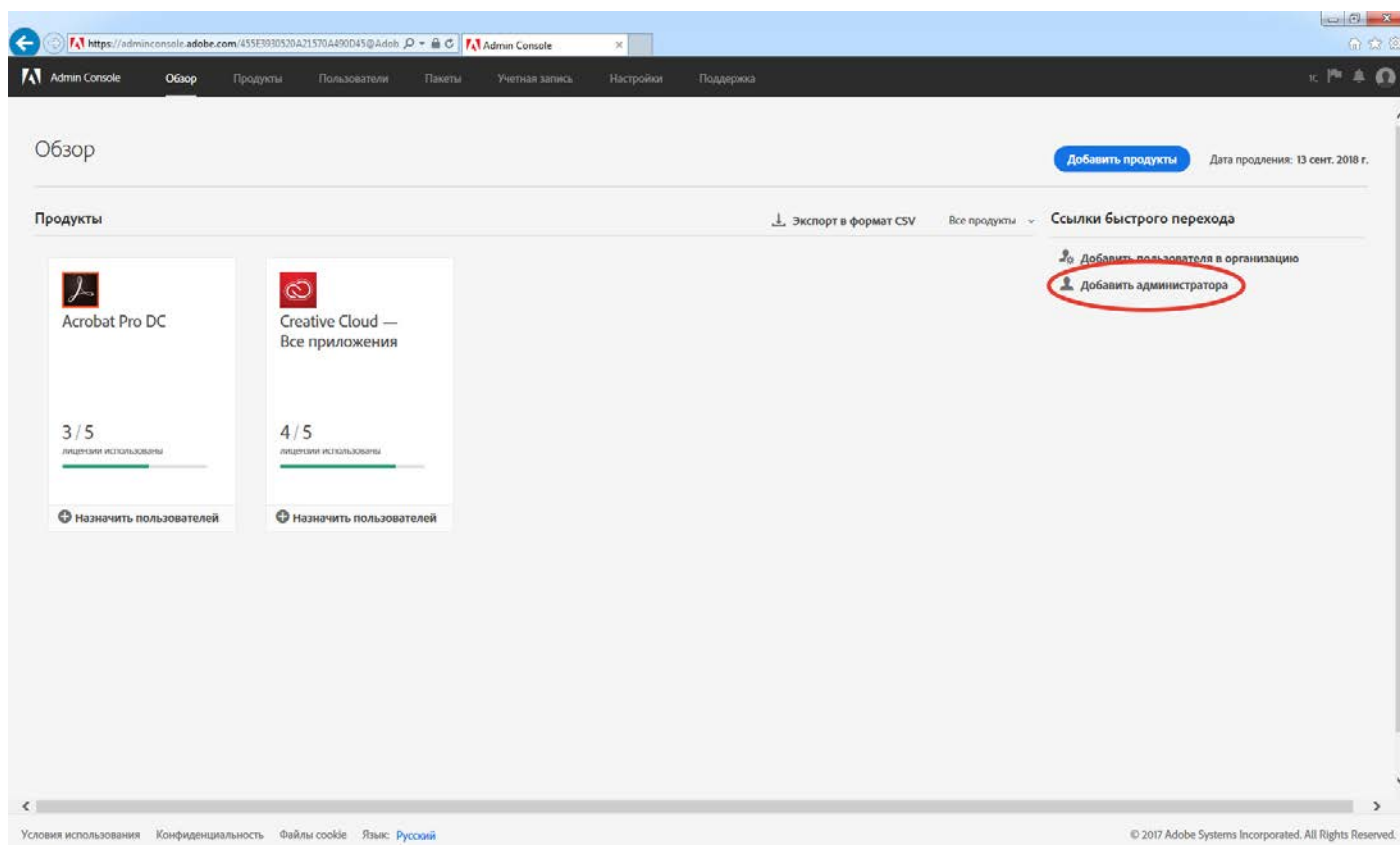 https://adminconsole.adobe.com/455E3930520A21570A490D45@Adob
Admin Console
Admin Console
Обзор
Продукты
Пользователи
Пакеты
Учетная запись
Настройки
Поддержка
1C
Обзор
Добавить продукты
Дата продления: 13 сент. 2018 г.
Продукты
Экспорт в формат CSV
Все продукты
Ссылки быстрого перехода
Добавить пользователя в организацию
Добавить администратора
Acrobat Pro DC
3 / 5
лицензии использованы
Назначить пользователей
Creative Cloud —
Все приложения
4 / 5
лицензии использованы
Назначить пользователей
Условия использования
Конфиденциальность
Файлы cookie
Язык: Русский
© 2017 Adobe Systems Incorporated. All Rights Reserved.